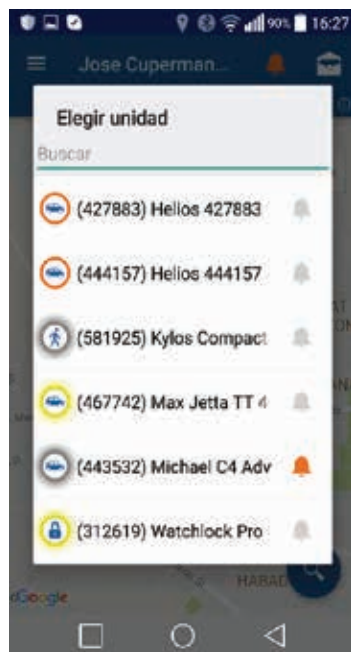 90% 16:27
Jose Cuperman...
Elegir unidad
Buscar
(427883) Helios 427883
(444157) Helios 444157
(581925) Kylos Compact
(467742) Max Jetta TT 4
(443532) Michael C4 Adv
(312619) Watchlock Pro
HABAD
Google